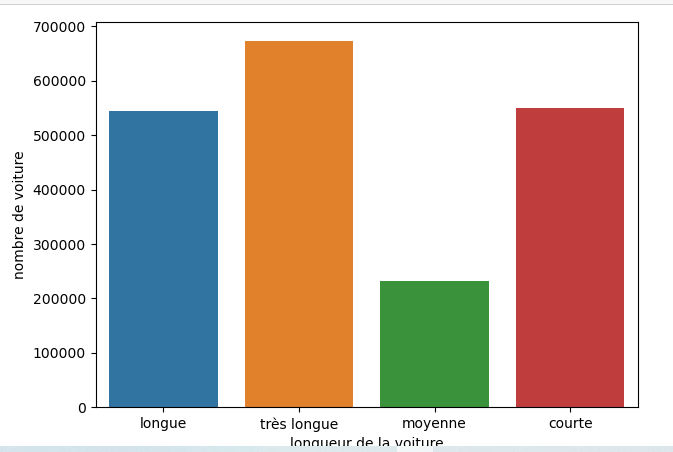 700000
600000
500000
400000
300000
200000
100000
0
nombre de voiture
longue très longue moyenne courte
longueur de la voiture